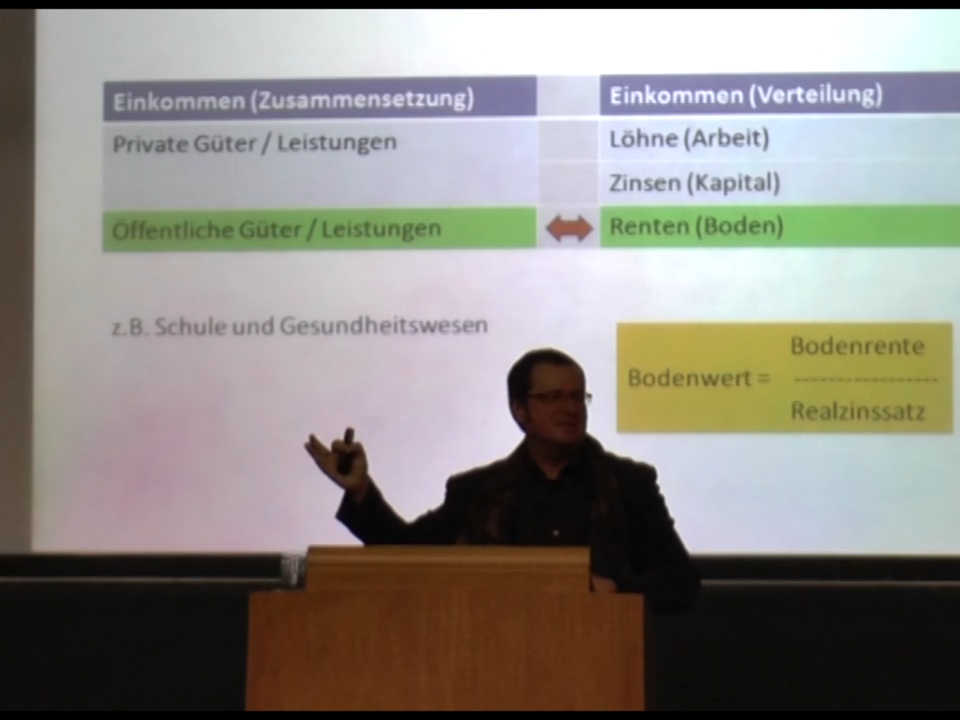 Einkommen (Zusammensetzung)
Einkommen (Verteilung)
Private Güter / Leistungen
Löhne (Arbeit)
Zinsen (Kapital)
Öffentliche Güter / Leistungen
Renten (Boden)
z.B. Schule und Gesundheitswesen
Bodenrente
Bodenwert = -----------------
Realzinssatz